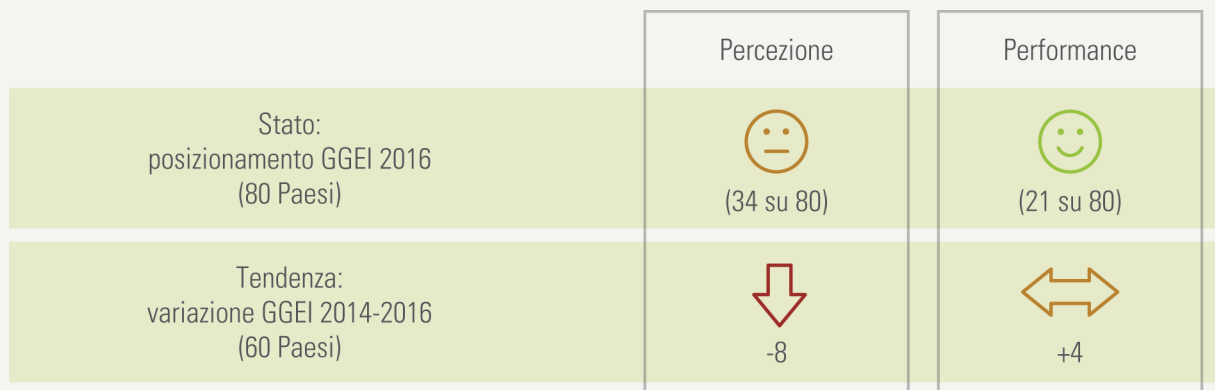 Percezione
Performance
Stato:
posizionamento GGEI 2016
(80 Paesi)
(34 su 80)
(21 su 80)
Tendenza:
variazione GGEI 2014-2016
(60 Paesi)
-8
+4